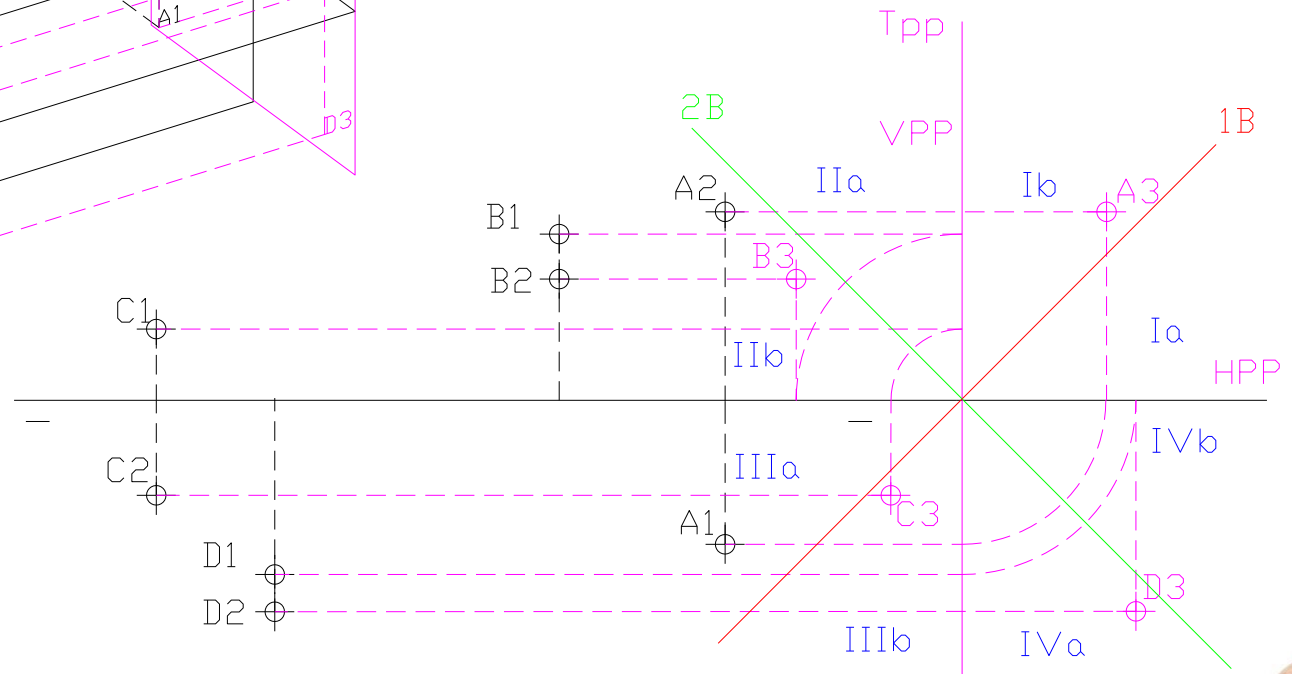 A1
Tpp
D3
2B
1B
VPP
IIa
Ib
A2
A3
B1
B3
B2
C1
IIb
Ia
HPP
IVb
C2
IIIa
C3
A1
D1
D3
D2
IIIb
IVa